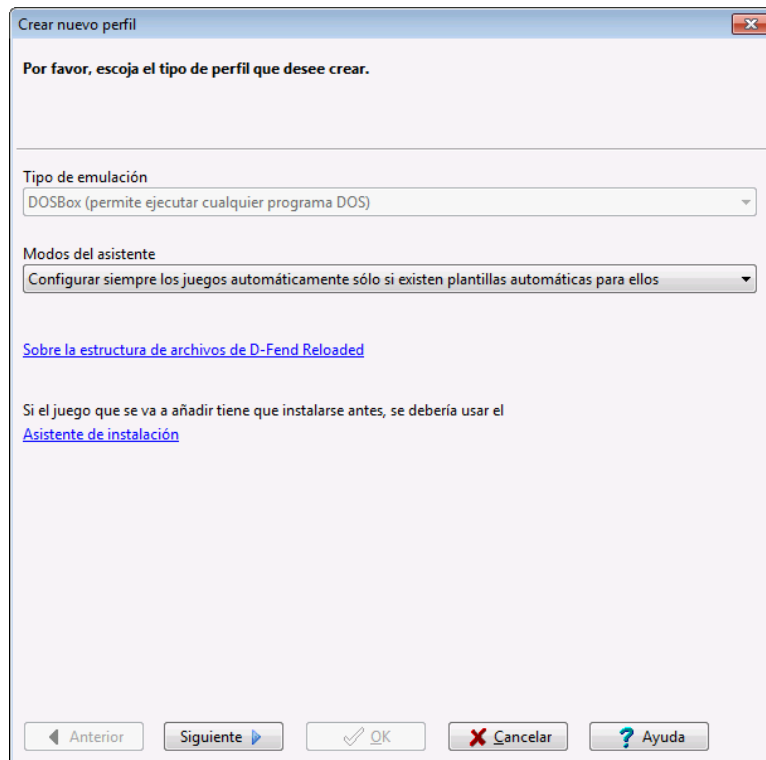 Crear nuevo perfil
Por favor, escoja el tipo de perfil que desee crear.
Tipo de emulación
DOSBox (permite ejecutar cualquier programa DOS)
Modos del asistente
Configurar siempre los juegos automáticamente sólo si existen plantillas automáticas para ellos
Sobre la estructura de archivos de D-Fend Reloaded
Si el juego que se va a añadir tiene que instalarse antes, se debería usar el
Asistente de instalación
Anterior Siguiente OK Cancelar Ayuda